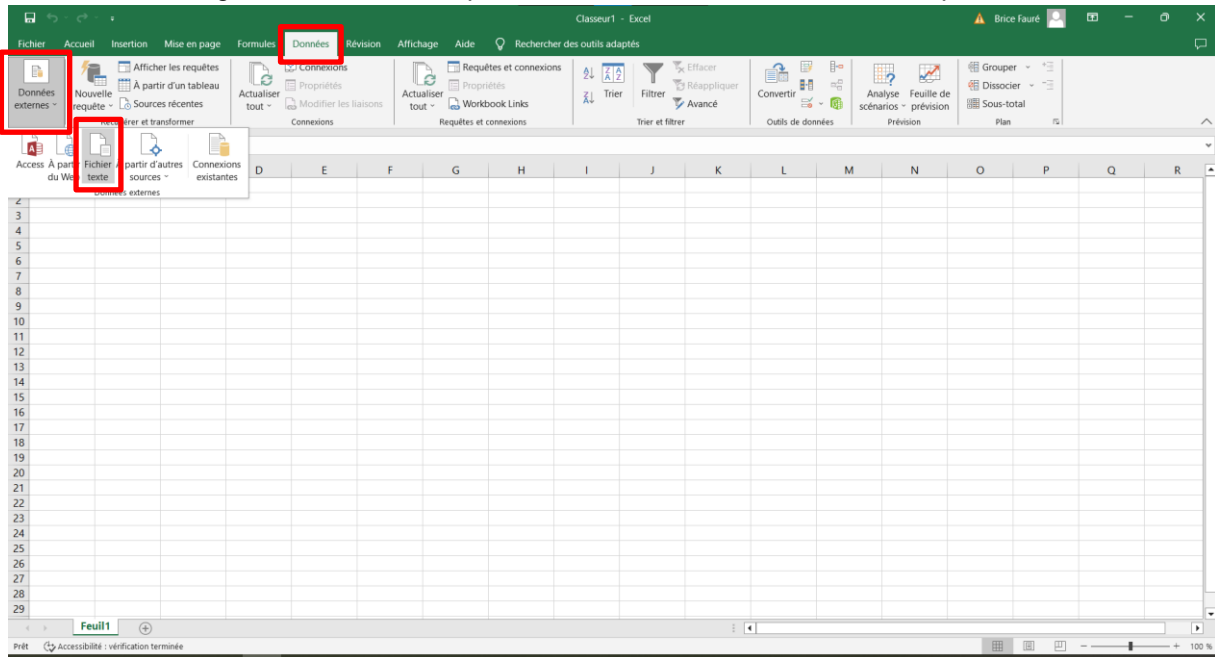 Classeur1 - Excel
Brice Fauré
Fichier Accueil Insertion Mise en page Formules Données Révision Affichage Aide Rechercher des outils adaptés
Données externes
Nouvelle requête
Afficher les requêtes
À partir d'un tableau
Sources récentes
Récupérer et transformer
Actualiser tout
Connexions
Propriétés
Modifier les liaisons
Connexions
Actualiser tout
Requêtes et connexions
Propriétés
Workbook Links
Requêtes et connexions
Trier
Filtrer
Effacer
Réappliquer
Avancé
Trier et filtrer
Convertir
Outils de données
Analyse scénarios
Feuille de prévision
Prévision
Grouper
Dissocier
Sous-total
Plan
Access
À partir du Web
Fichier texte
À partir d'autres sources
Connexions existantes
Données externes
D E F G H I J K L M N O P Q R
2
3
4
5
6
7
8
9
10
11
12
13
14
15
16
17
18
19
20
21
22
23
24
25
26
27
28
29
Feuil1
Prêt Accessibilité : vérification terminée 100 %